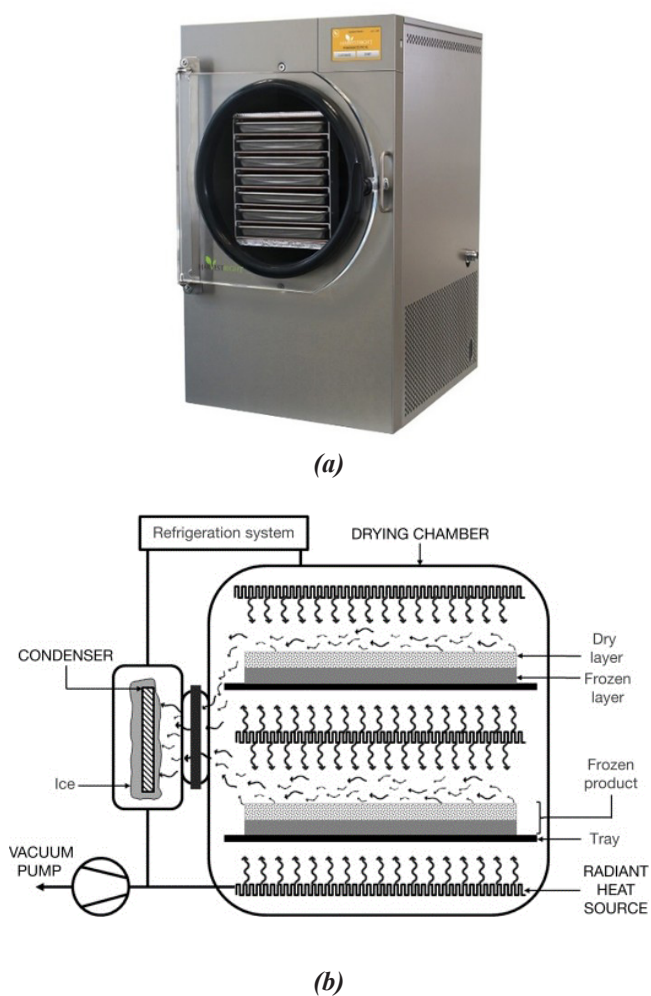 (a)
Refrigeration system
DRYING CHAMBER
Dry
layer
CONDENSER
Frozen
layer
Ice
Frozen
product
Tray
VACUUM
PUMP
RADIANT
HEAT
SOURCE
(b)